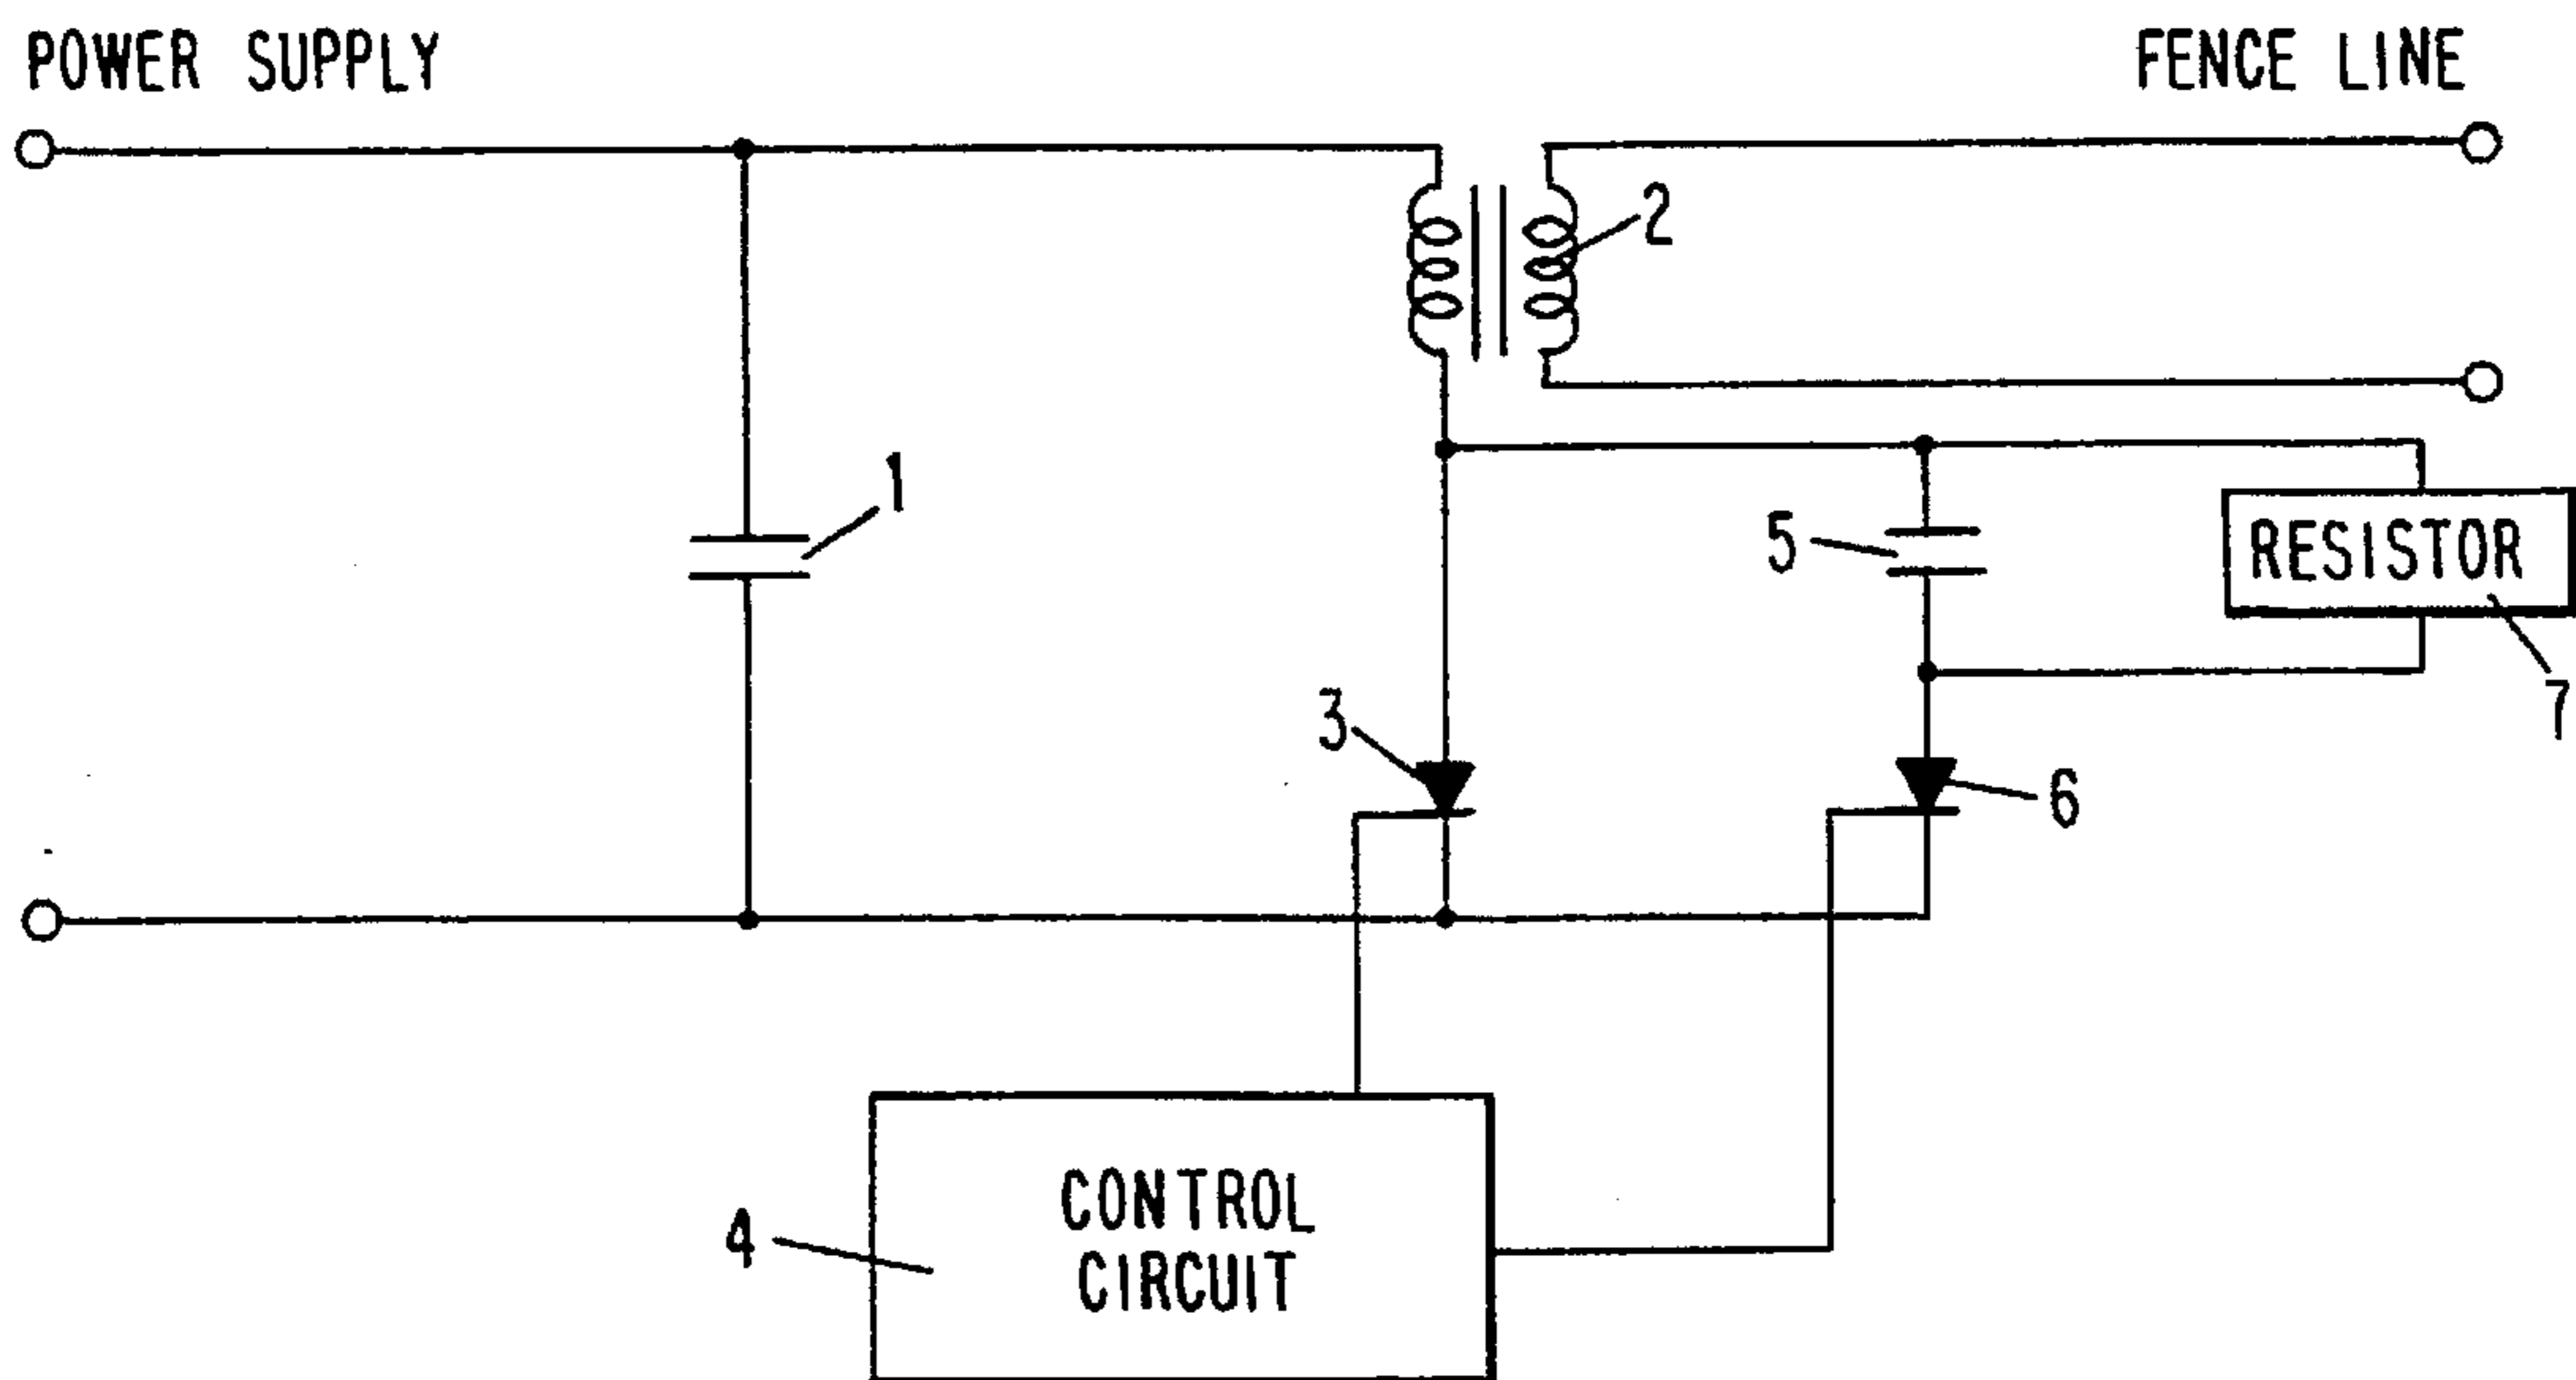 POWER SUPPLY
FENCE LINE
2
1
5
RESISTOR
7
3
6
4
CONTROL
CIRCUIT